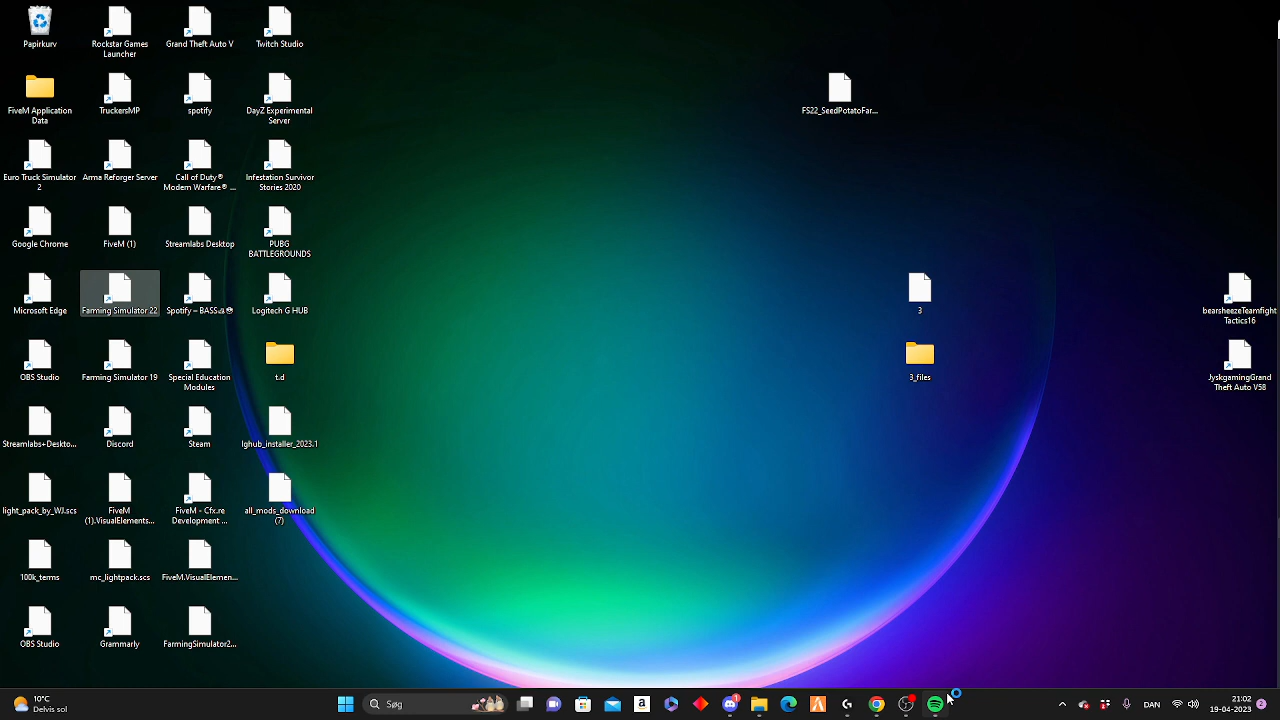 Papirkurv
Rockstar Games
Launcher
Grand Theft Auto V
Twitch Studio
FiveM Application
Data
TruckersMP
spotify
DayZ Experimental
Server
FS22_SeedPotatoFar...
Euro Truck Simulator
2
Arma Reforger Server
Call of Duty®
Modern Warfare® ...
Infestation Survivor
Stories 2020
Google Chrome
FiveM (1)
Streamlabs Desktop
PUBG
BATTLEGROUNDS
Microsoft Edge
Farming Simulator 22
Spotify – BASS
Logitech G HUB
3
bearsheezeTeamfight
Tactics16
OBS Studio
Farming Simulator 19
Special Education
Modules
t.d
3_files
JyskgamingGrand
Theft Auto V58
Streamlabs+Deskto...
Discord
Steam
lghub_installer_2023.1
light_pack_by_WJ.scs
FiveM
(1).VisualElements...
FiveM - Cfx.re
Development ...
all_mods_download
(7)
100k_terms
mc_lightpack.scs
FiveM.VisualElemen...
OBS Studio
Grammarly
FarmingSimulator2...
10°C
Delvis sol
Søg
DAN
21:02
19-04-2023
2